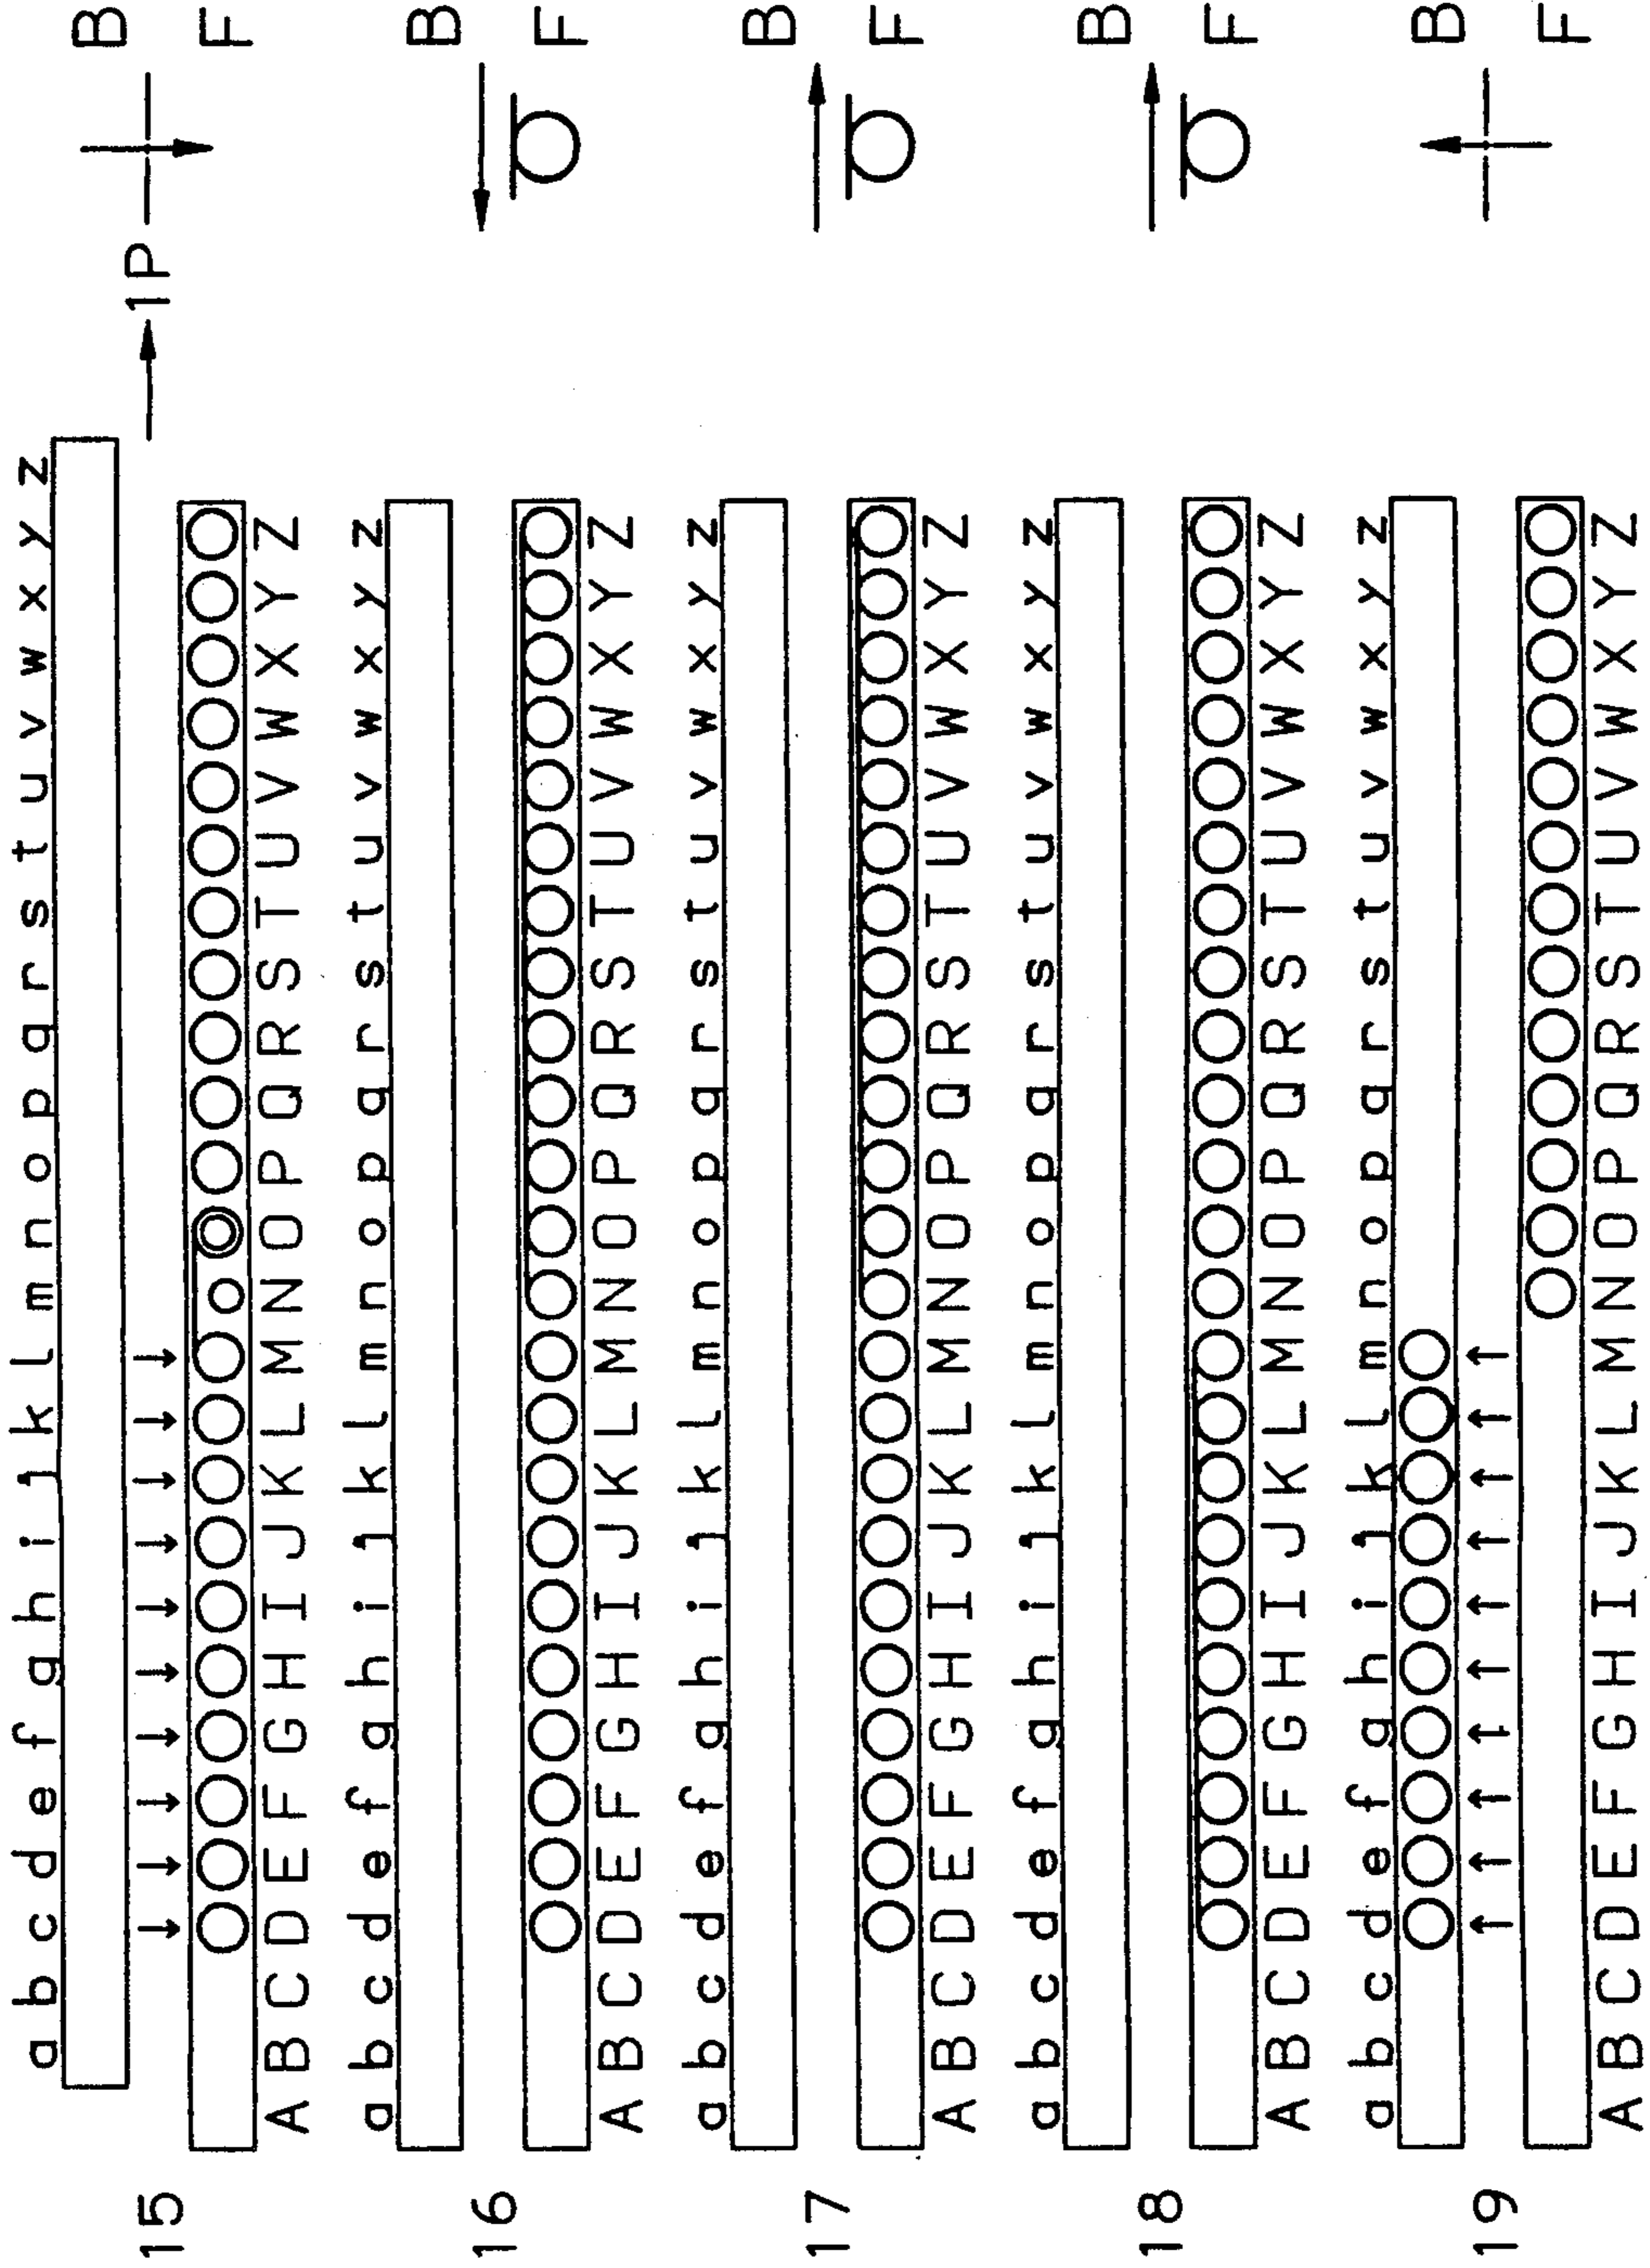 a b c d e f g h i j k l m n o p q r s t u v w x y z B
15 1P
A B C D E F G H I J K L M N O P Q R S T U V W X Y Z F
a b c d e f g h i j k l m n o p q r s t u v w x y z B
16
A B C D E F G H I J K L M N O P Q R S T U V W X Y Z F
a b c d e f g h i j k l m n o p q r s t u v w x y z B
17
A B C D E F G H I J K L M N O P Q R S T U V W X Y Z F
a b c d e f g h i j k l m n o p q r s t u v w x y z B
18
A B C D E F G H I J K L M N O P Q R S T U V W X Y Z F
a b c d e f g h i j k l m n o p q r s t u v w x y z B
19
A B C D E F G H I J K L M N O P Q R S T U V W X Y Z F